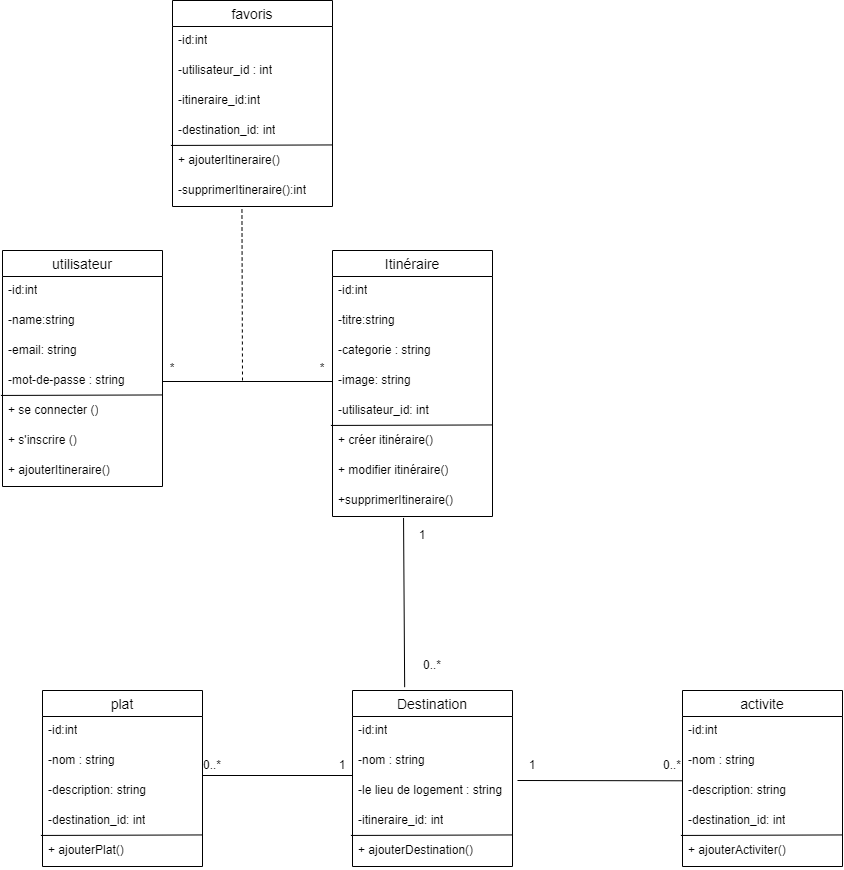 favoris
-id:int
-utilisateur_id : int
-itineraire_id:int
-destination_id: int
+ ajouterItineraire()
-supprimerItineraire():int
utilisateur
-id:int
-name:string
-email: string
-mot-de-passe : string
+ se connecter ()
+ s'inscrire ()
+ ajouterItineraire()
*
*
Itinéraire
-id:int
-titre:string
-categorie : string
-image: string
-utilisateur_id: int
+ créer itinéraire()
+ modifier itinéraire()
+supprimerItineraire()
1
0..*
plat
-id:int
-nom : string
-description: string
-destination_id: int
+ ajouterPlat()
0..*
1
Destination
-id:int
-nom : string
-le lieu de logement : string
-itineraire_id: int
+ ajouterDestination()
1
0..*
activite
-id:int
-nom : string
-description: string
-destination_id: int
+ ajouterActiviter()